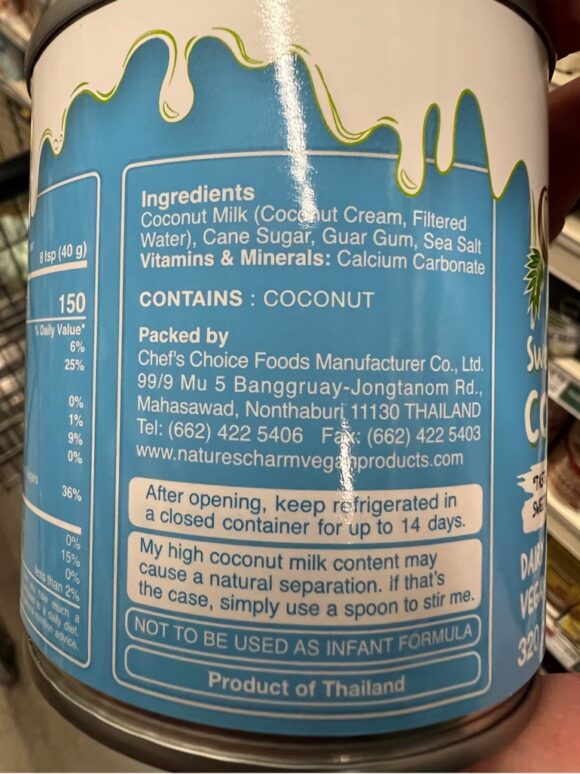 8 tsp (40 g)
150
% Daily Value*
6%
25%
0%
1%
9%
0%
36%
0%
15%
0%
less than 2%
how much a
a daily diet.
advice.
Ingredients
Coconut Milk (Coconut Cream, Filtered
Water), Cane Sugar, Guar Gum, Sea Salt
Vitamins & Minerals: Calcium Carbonate
CONTAINS : COCONUT
Packed by
Chef's Choice Foods Manufacturer Co., Ltd.
99/9 Mu 5 Banggruay-Jongtanom Rd.,
Mahasawad, Nonthaburi 11130 THAILAND
Tel: (662) 422 5406 Fax: (662) 422 5403
www.naturescharmveganproducts.com
After opening, keep refrigerated in
a closed container for up to 14 days.
My high coconut milk content may
cause a natural separation. If that's
the case, simply use a spoon to stir me.
NOT TO BE USED AS INFANT FORMULA
Product of Thailand
320